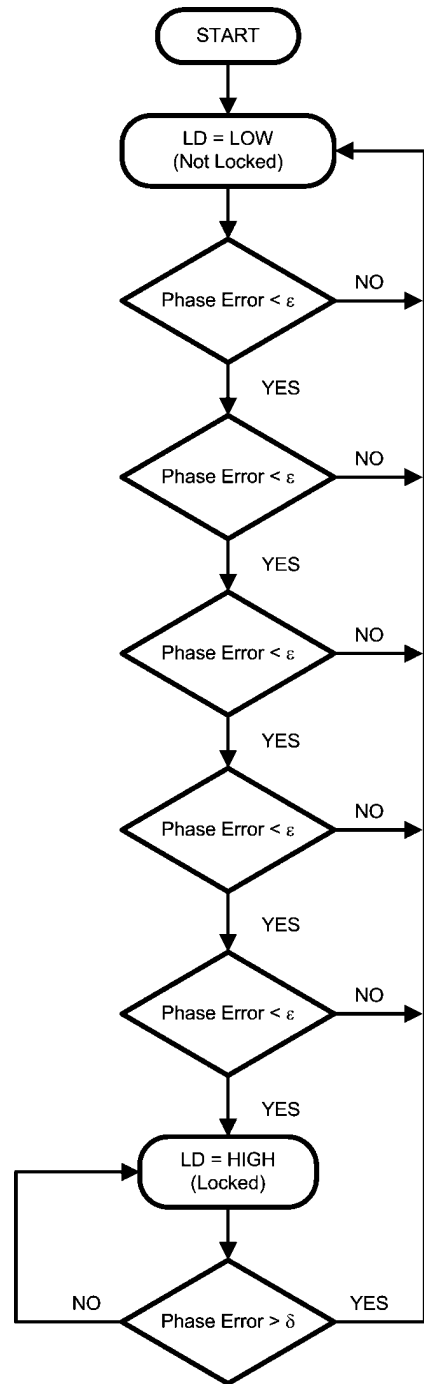 START
LD = LOW
(Not Locked)
Phase Error < ε
NO
YES
Phase Error < ε
NO
YES
Phase Error < ε
NO
YES
Phase Error < ε
NO
YES
Phase Error < ε
NO
YES
LD = HIGH
(Locked)
NO
Phase Error > δ
YES